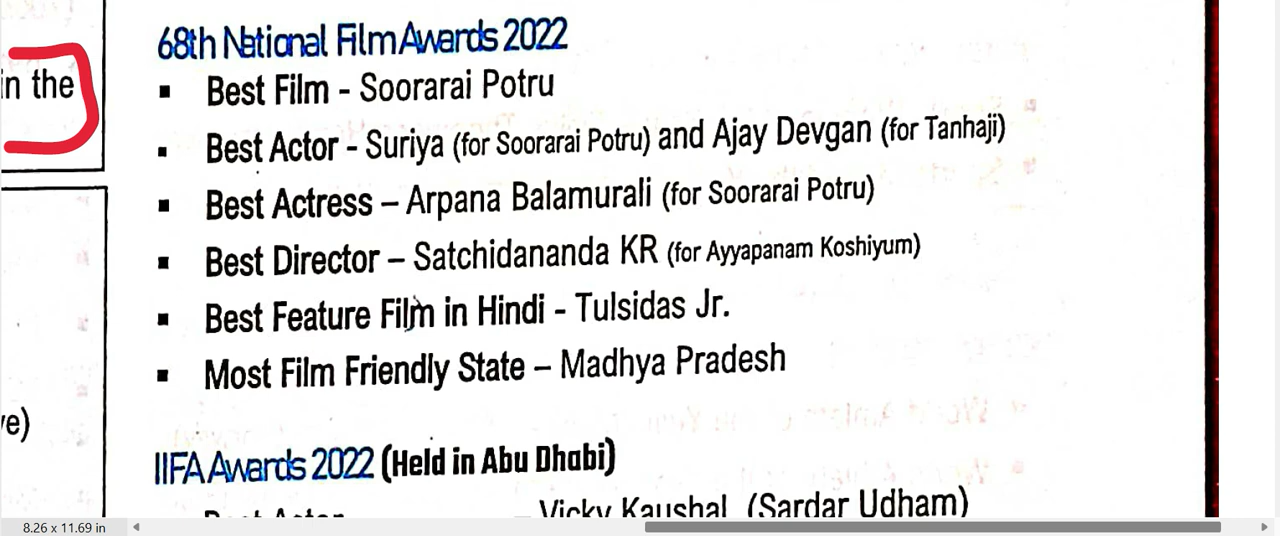 in the
68th National Film Awards 2022
▪ Best Film - Soorarai Potru
▪ Best Actor - Suriya (for Soorarai Potru) and Ajay Devgan (for Tanhaji)
▪ Best Actress – Arpana Balamurali (for Soorarai Potru)
▪ Best Director – Satchidananda KR (for Ayyapanam Koshiyum)
▪ Best Feature Film in Hindi - Tulsidas Jr.
▪ Most Film Friendly State – Madhya Pradesh
IIFA Awards 2022 (Held in Abu Dhabi)
Best Actor – Vicky Kaushal (Sardar Udham)
8.26 x 11.69 in